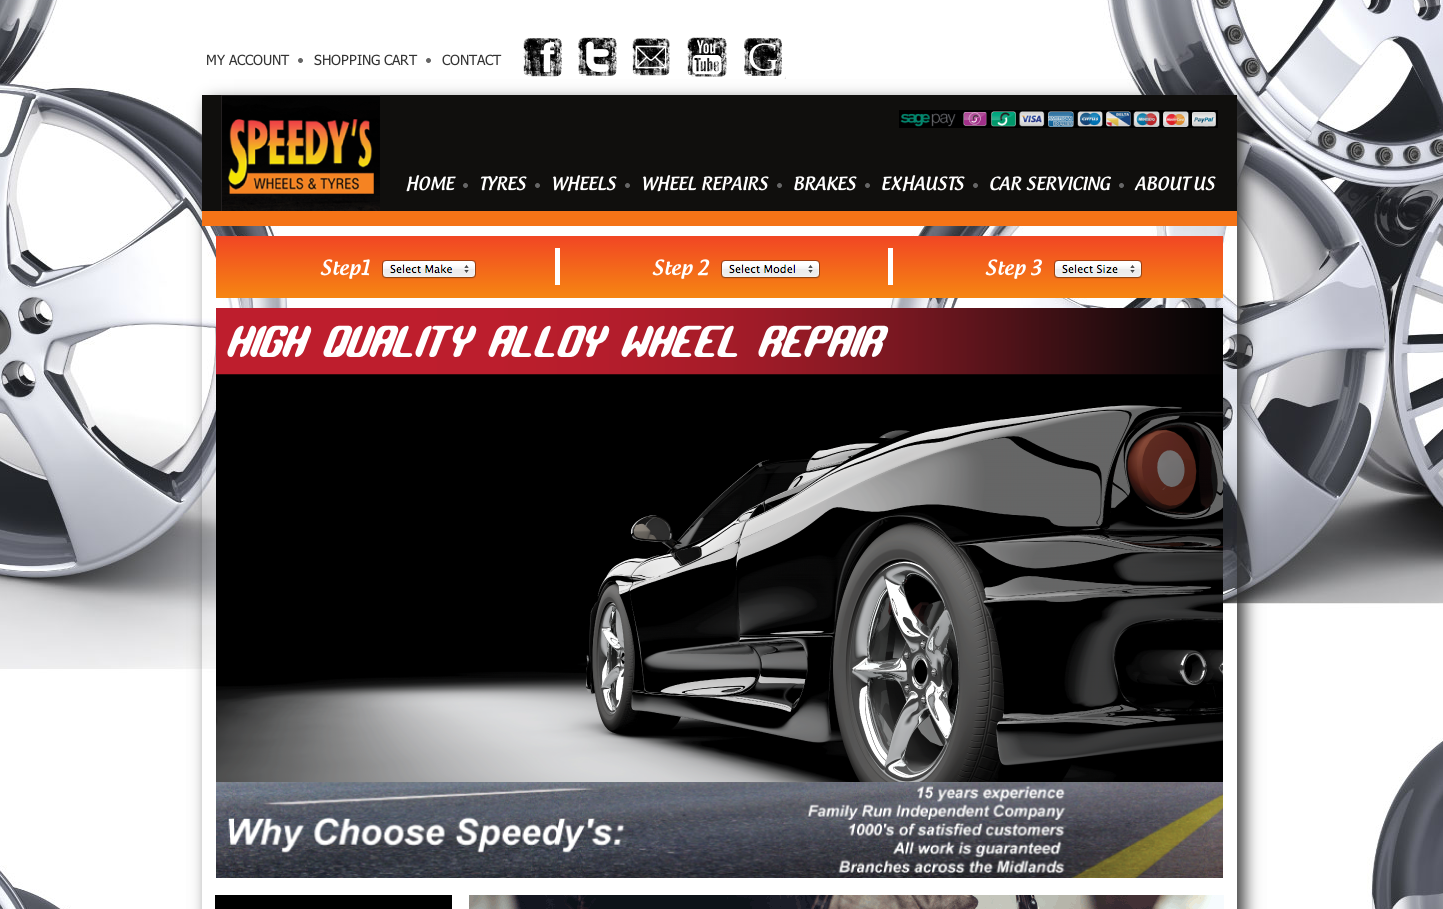 MY ACCOUNT • SHOPPING CART • CONTACT
You
Tube
G
SPEEDY'S
WHEELS & TYRES
sage pay VISA DELTA PayPal
HOME • TYRES • WHEELS • WHEEL REPAIRS • BRAKES • EXHAUSTS • CAR SERVICING • ABOUT US
Step1 Select Make
Step 2 Select Model
Step 3 Select Size
HIGH QUALITY ALLOY WHEEL REPAIR
Why Choose Speedy's:
15 years experience
Family Run Independent Company
1000's of satisfied customers
All work is guaranteed
Branches across the Midlands